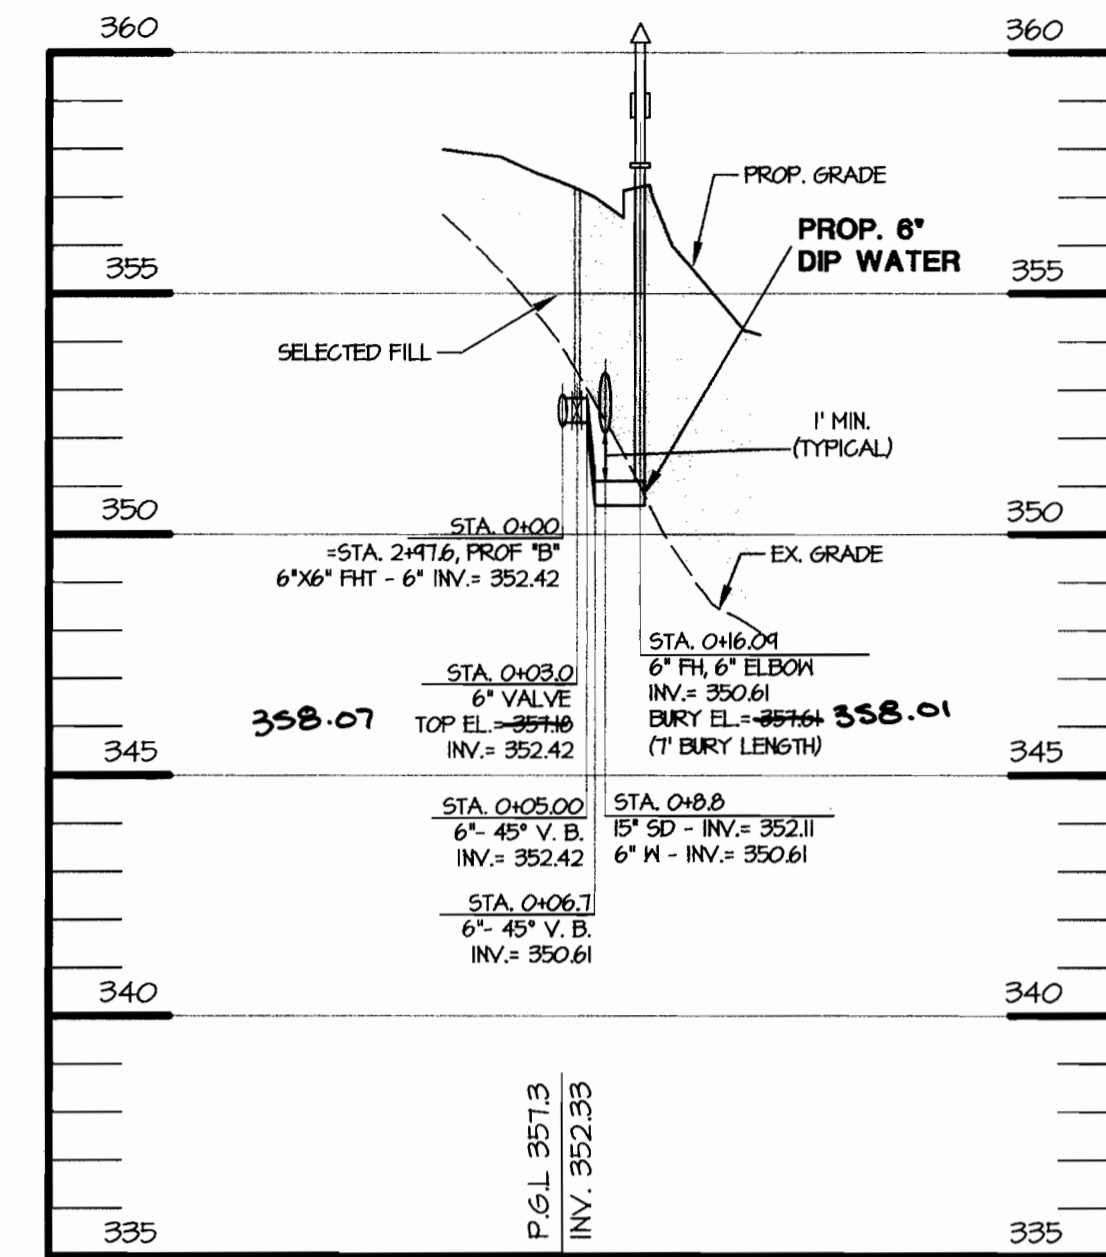 360 360
PROP. GRADE
PROP. 6"
DIP WATER
355 355
SELECTED FILL
1' MIN.
(TYPICAL)
350 350
STA. 0+00
=STA. 2+97.6, PROF "B"
6"X6" FHT - 6" INV.= 352.42
EX. GRADE
STA. 0+03.0
6" VALVE
358.07 TOP EL.=357.18
INV.= 352.42
STA. 0+16.09
6" FH, 6" ELBOW
INV.= 350.61
BURY EL.=357.61 358.01
(7' BURY LENGTH)
345 345
STA. 0+05.00
6"- 45° V. B.
INV.= 352.42
STA. 0+8.8
15" SD - INV.= 352.11
6" W - INV.= 350.61
STA. 0+06.7
6"- 45° V. B.
INV.= 350.61
340 340
P.G.L 357.3
INV. 352.33
335 335